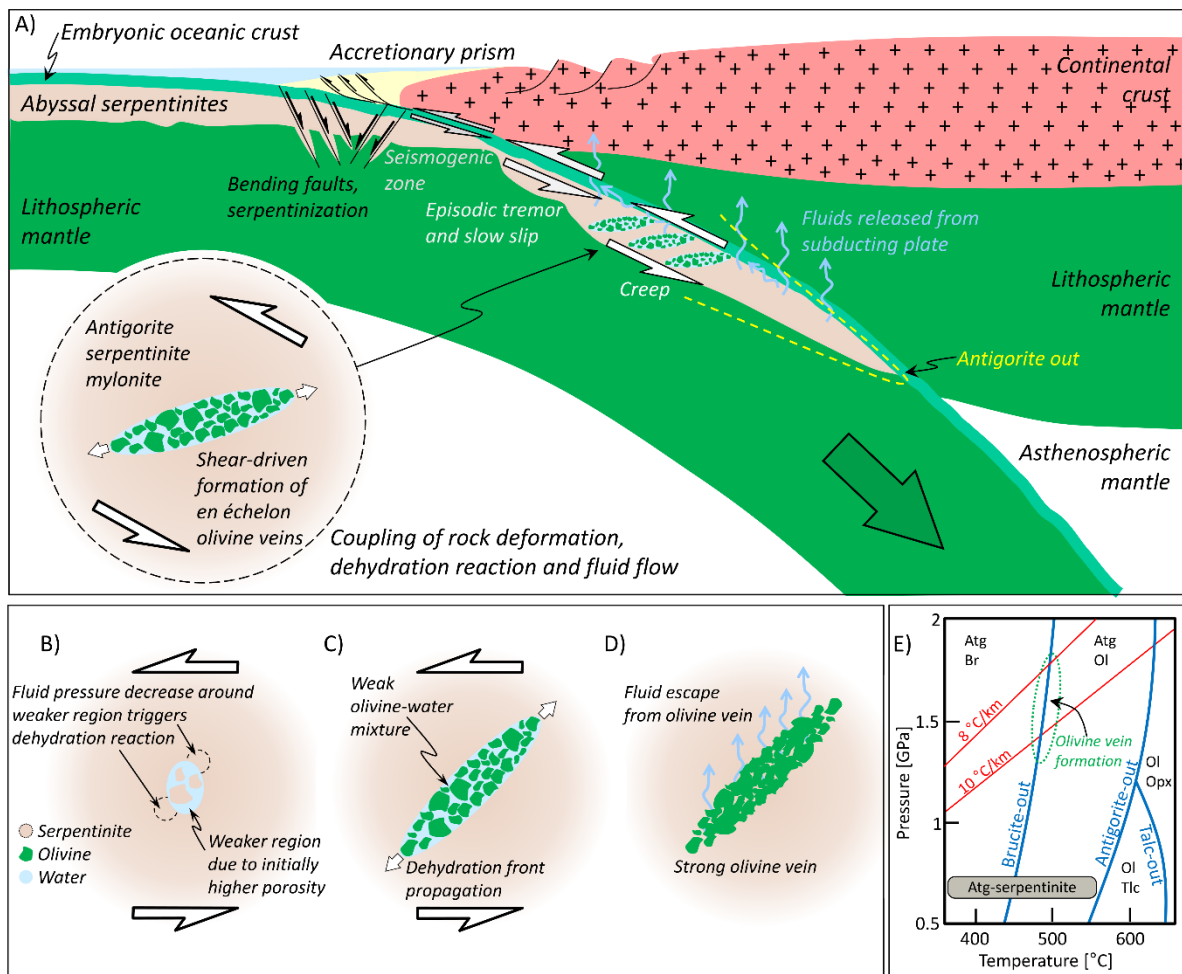 A)
Embryonic oceanic crust
Accretionary prism
Continental
crust
Abyssal serpentinites
Seismogenic
zone
Bending faults,
serpentinization
Lithospheric
mantle
Episodic tremor
and slow slip
Fluids released from
subducting plate
Creep
Lithospheric
mantle
Antigorite out
Antigorite
serpentinite
mylonite
Shear-driven
formation of
en échelon
olivine veins
Asthenospheric
mantle
Coupling of rock deformation,
dehydration reaction and fluid flow
B)
Fluid pressure decrease around
weaker region triggers
dehydration reaction
Serpentinite
Olivine
Water
Weaker region
due to initially
higher porosity
C)
Weak
olivine-water
mixture
Dehydration front
propagation
D)
Fluid escape
from olivine vein
Strong olivine vein
E)
2
1.5
1
0.5
Pressure [GPa]
Atg
Br
Atg
Ol
8 °C/km
10 °C/km
Olivine vein
formation
Ol
Opx
Brucite-out
Antigorite-out
Talc-out
Ol
Tlc
Atg-serpentinite
400
500
600
Temperature [°C]